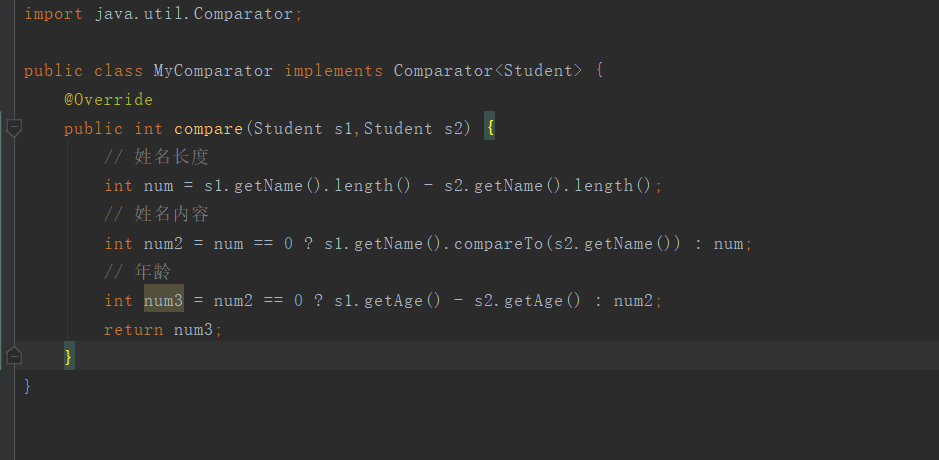 import java.util.Comparator;
public class MyComparator implements Comparator<Student> {
@Override
public int compare(Student s1,Student s2) {
// 姓名长度
int num = s1.getName().length() - s2.getName().length();
// 姓名内容
int num2 = num == 0 ? s1.getName().compareTo(s2.getName()) : num;
// 年龄
int num3 = num2 == 0 ? s1.getAge() - s2.getAge() : num2;
return num3;
}
}